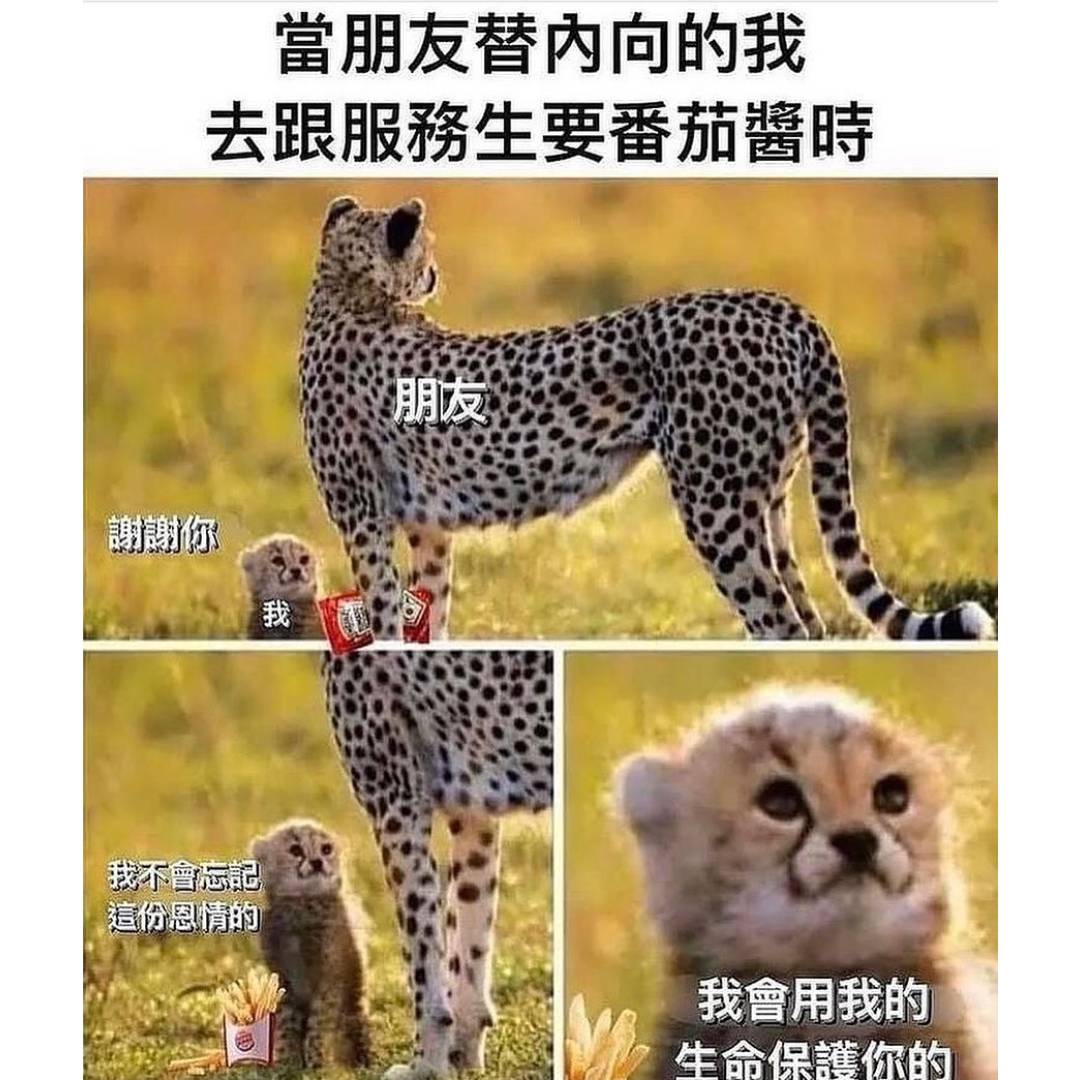 當朋友替內向的我
去跟服務生要番茄醬時
朋友
謝謝你
我
我不會忘記
這份恩情的
我會用我的
生命保護你的